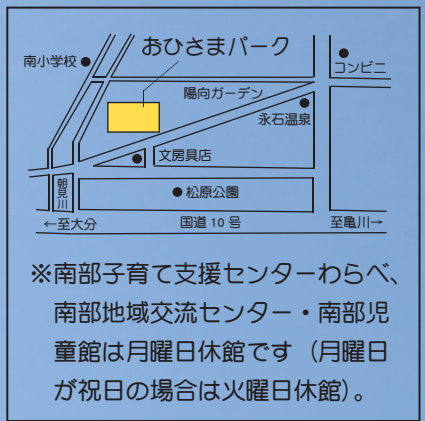 おひさまパーク
南小学校
コンビニ
陽向ガーデン
永石温泉
文房具店
朝見川
松原公園
←至大分
国道10号
至亀川→
※南部子育て支援センターわらべ、
南部地域交流センター・南部児
童館は月曜日休館です（月曜日
が祝日の場合は火曜日休館）。